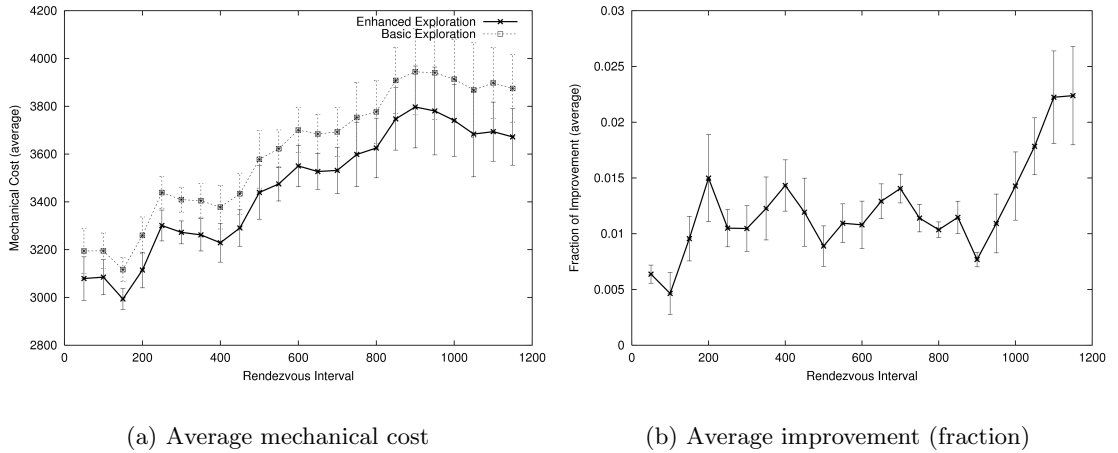 4200
4000
3800
3600
3400
3200
3000
2800
0 200 400 600 800 1000 1200
Mechanical Cost (average)
Rendezvous Interval
Enhanced Exploration
Basic Exploration
(a) Average mechanical cost
0.03
0.025
0.02
0.015
0.01
0.005
0
0 200 400 600 800 1000 1200
Fraction of Improvement (average)
Rendezvous Interval
(b) Average improvement (fraction)